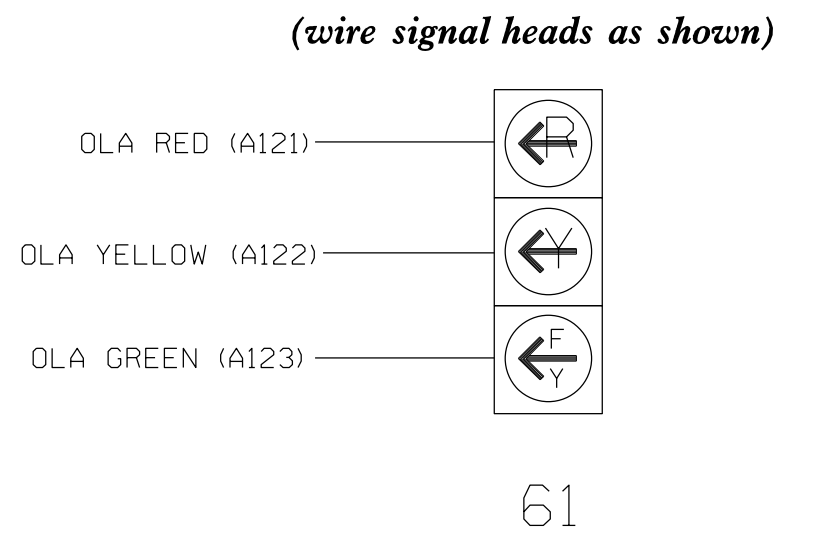 (wire signal heads as shown)
OLA RED (A121)
R
OLA YELLOW (A122)
Y
F
OLA GREEN (A123)
Y
61